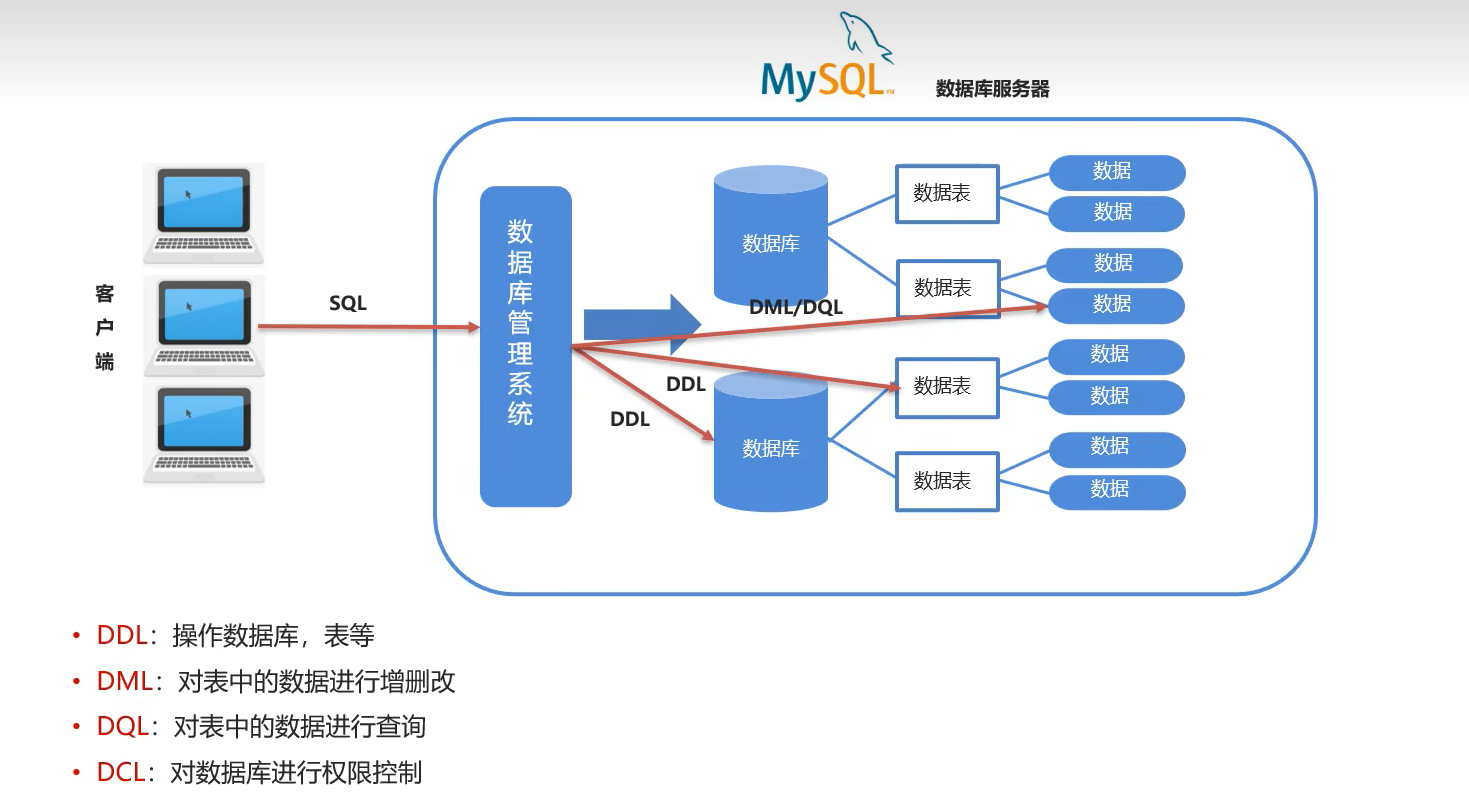 MySQL™
数据库服务器
客户端
SQL
数据库管理系统
数据库
数据表
数据
数据
数据表
数据
数据
DML/DQL
DDL
DDL
数据库
数据表
数据
数据
数据表
数据
数据
• DDL：操作数据库，表等
• DML：对表中的数据进行增删改
• DQL：对表中的数据进行查询
• DCL：对数据库进行权限控制